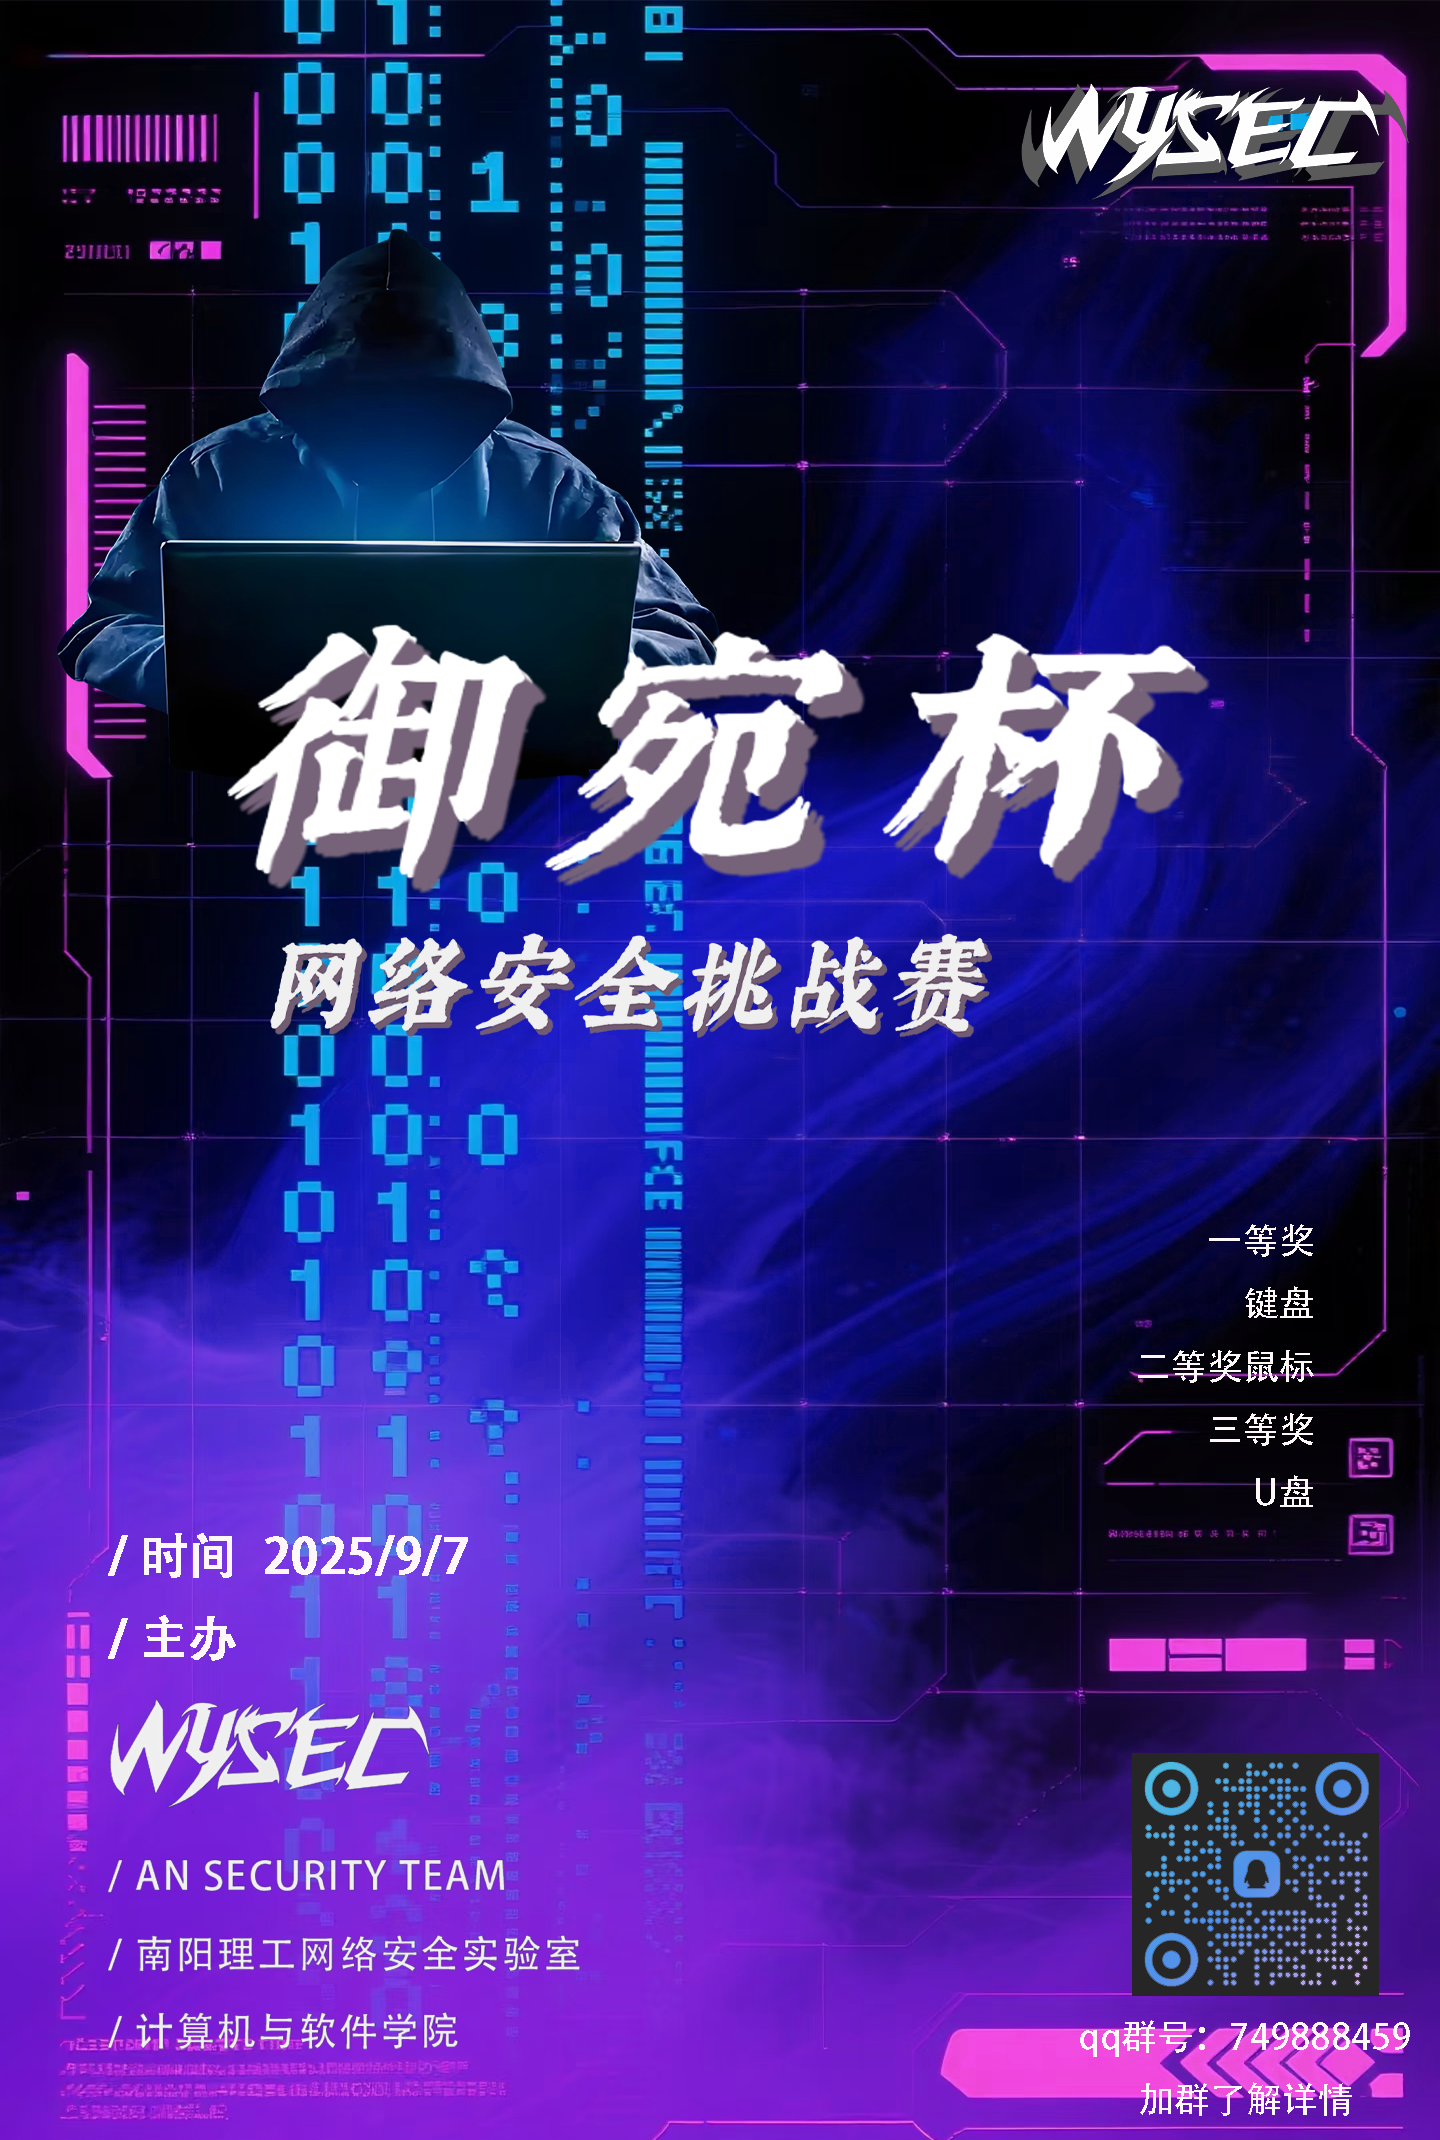 WYSEC
御宛杯
网络安全挑战赛
一等奖
键盘
二等奖鼠标
三等奖
U盘
/ 时间 2025/9/7
/ 主办
WYSEC
/ AN SECURITY TEAM
/ 南阳理工网络安全实验室
/ 计算机与软件学院
qq群号：749888459
加群了解详情